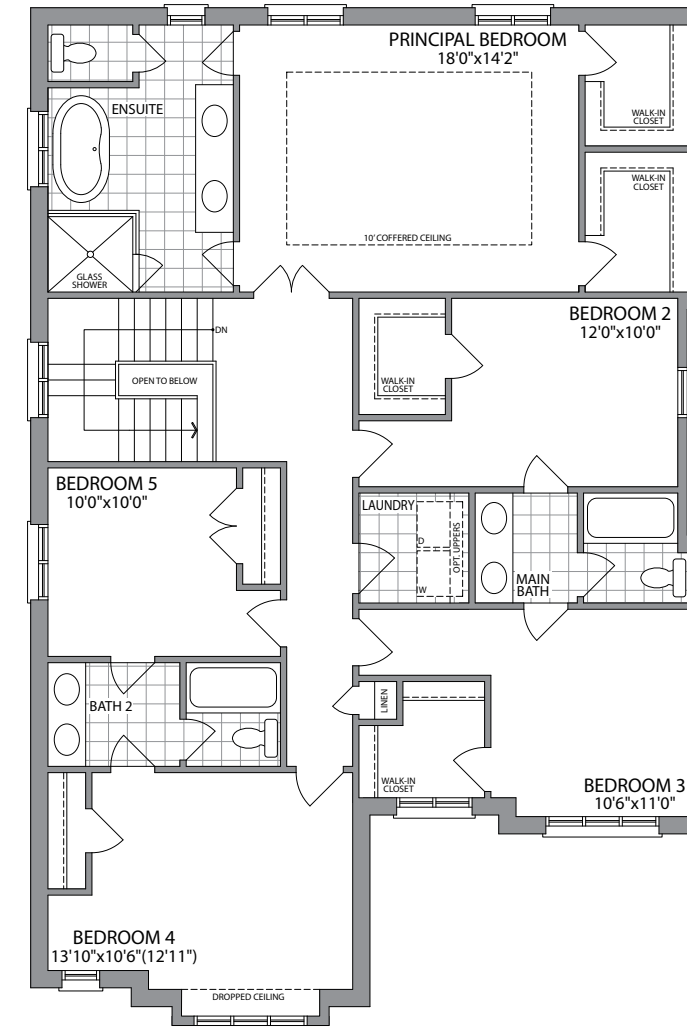 PRINCIPAL BEDROOM
18'0"x14'2"
ENSUITE
WALK-IN
CLOSET
WALK-IN
CLOSET
10' COFFERED CEILING
GLASS
SHOWER
BEDROOM 2
12'0"x10'0"
DN
OPEN TO BELOW
WALK-IN
CLOSET
BEDROOM 5
10'0"x10'0"
LAUNDRY
D
OPT. UPPERS
W
MAIN
BATH
BATH 2
LINEN
WALK-IN
CLOSET
BEDROOM 3
10'6"x11'0"
BEDROOM 4
13'10"x10'6"(12'11")
DROPPED CEILING